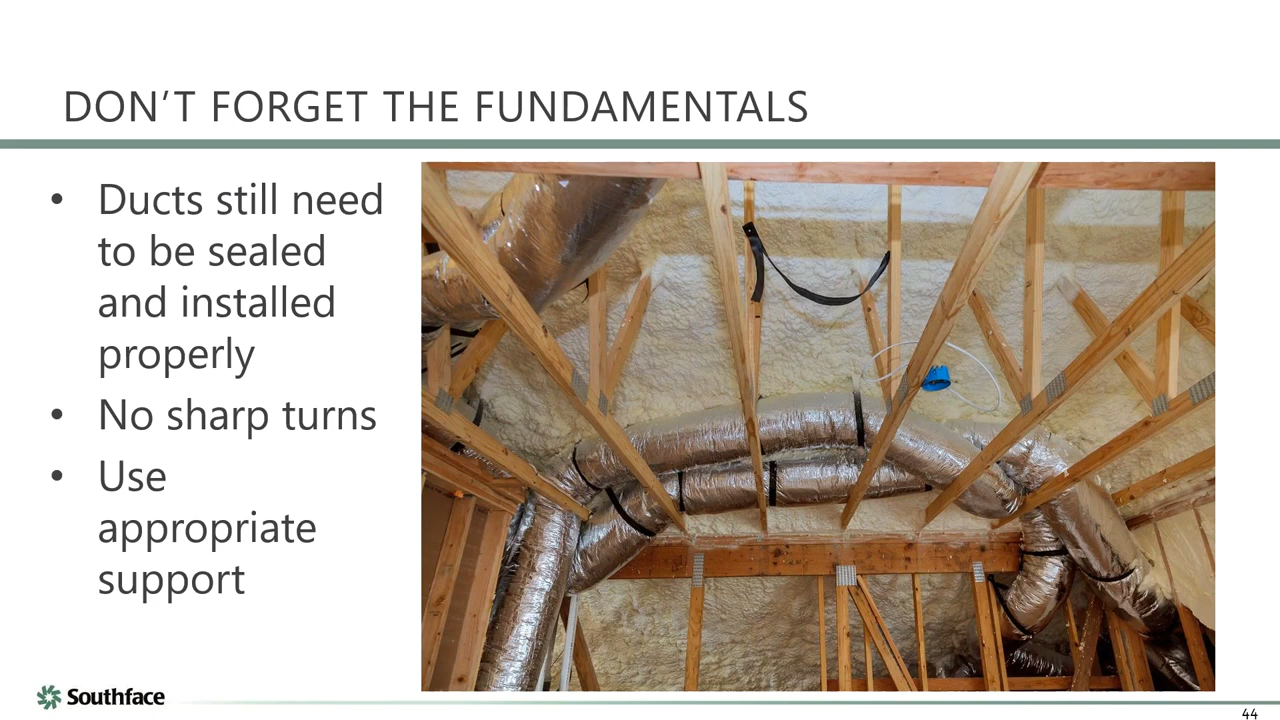 DON’T FORGET THE FUNDAMENTALS
• Ducts still need
to be sealed
and installed
properly
• No sharp turns
• Use
appropriate
support
Southface
44